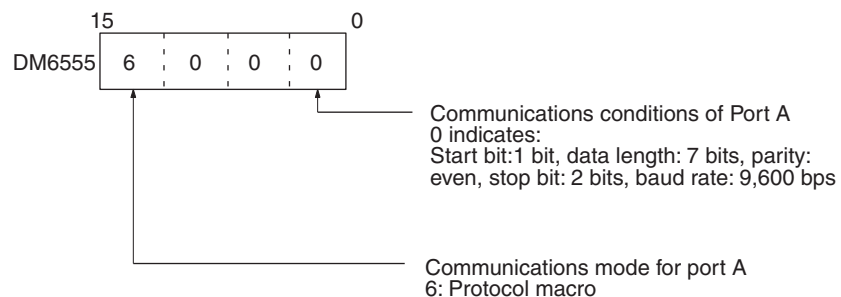 15 0
DM6555 6 0 0 0
Communications conditions of Port A
0 indicates:
Start bit:1 bit, data length: 7 bits, parity:
even, stop bit: 2 bits, baud rate: 9,600 bps
Communications mode for port A
6: Protocol macro